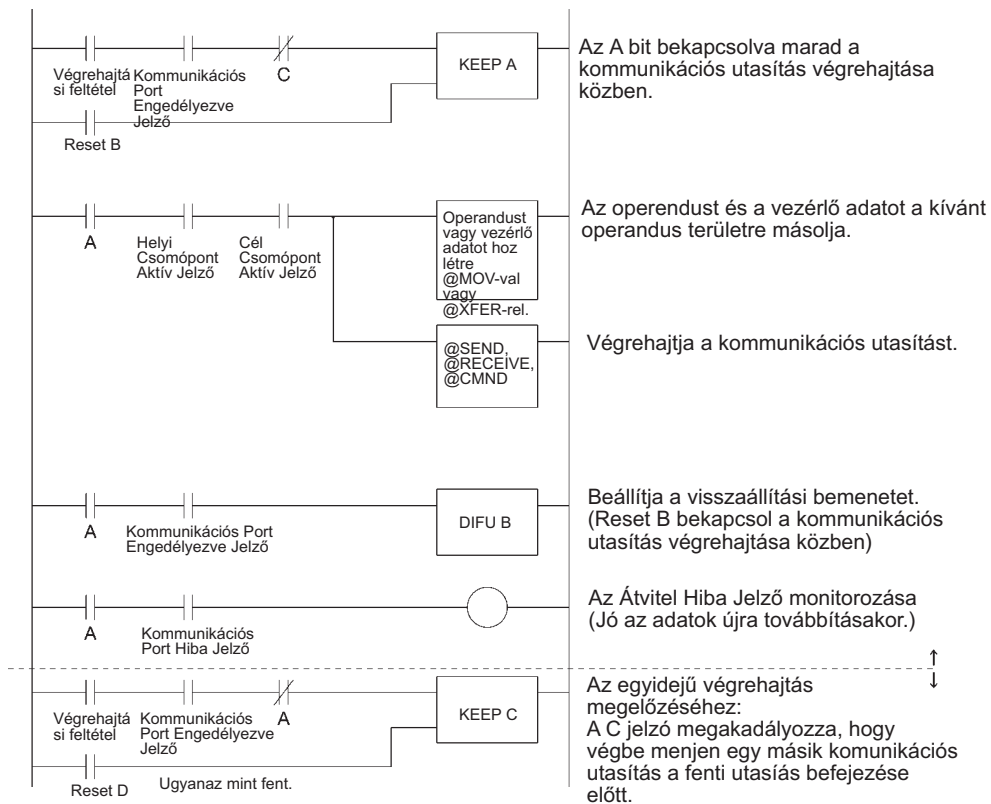 Végrehajtá
si feltétel
Kommunikációs
Port
Engedélyezve
Jelző
C
KEEP A
Az A bit bekapcsolva marad a
kommunikációs utasítás végrehajtása
közben.
Reset B
A
Helyi
Csomópont
Aktív Jelző
Cél
Csomópont
Aktív Jelző
Operandust
vagy vezérlő
adatot hoz
létre
@MOV-val
vagy
@XFER-rel.
Az operendust és a vezérlő adatot a kívánt
operandus területre másolja.
@SEND,
@RECEIVE,
@CMND
Végrehajtja a kommunikációs utasítást.
A
Kommunikációs Port
Engedélyezve Jelző
DIFU B
Beállítja a visszaállítási bemenetet.
(Reset B bekapcsol a kommunikációs
utasítás végrehajtása közben)
A
Kommunikációs
Port Hiba Jelző
Az Átvitel Hiba Jelző monitorozása
(Jó az adatok újra továbbításakor.)
↑
↓
Végrehajtá
si feltétel
Kommunikációs
Port Engedélyezve
Jelző
A
KEEP C
Az egyidejű végrehajtás
megelőzéséhez:
A C jelzó megakadályozza, hogy
végbe menjen egy másik komunikációs
utasítás a fenti utasíás befejezése
előtt.
Reset D
Ugyanaz mint fent.